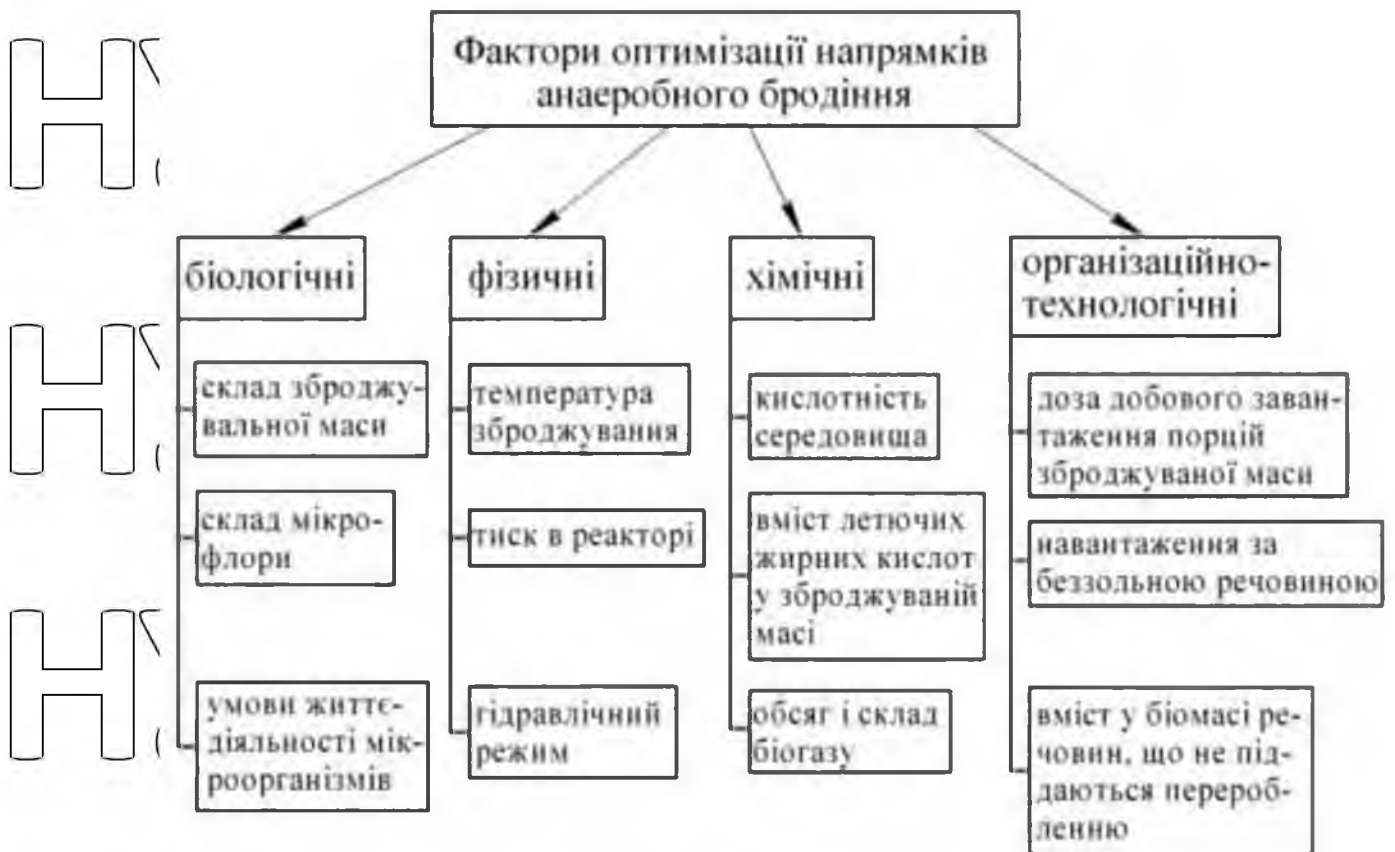 Фактори оптимізації напрямків
анаеробного бродіння
біологічні
склад зброджу-
вальної маси
склад мікро-
флори
умови життє-
діяльності мік-
роорганізмів
фізичні
температура
зброджування
тиск в реакторі
гідравлічний
режим
хімічні
кислотність
середовища
вміст летючих
жирних кислот
у зброджуваній
масі
обсяг і склад
біогазу
організаційно-
технологічні
доза добового заван-
таження порцій
зброджуваної маси
навантаження за
беззольною речовиною
вміст у біомасі ре-
човин, що не під-
даються перероб-
ленню
Н
Н
Н